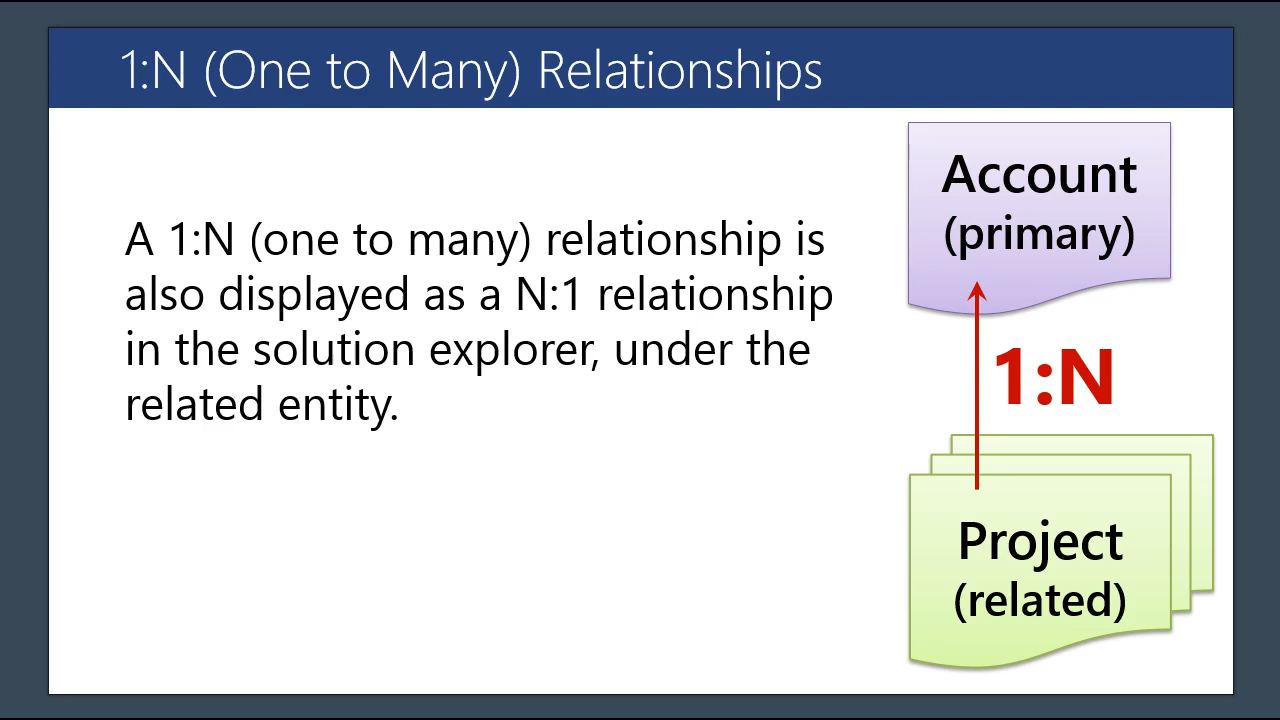 1:N (One to Many) Relationships
A 1:N (one to many) relationship is
also displayed as a N:1 relationship
in the solution explorer, under the
related entity.
Account
(primary)
1:N
Project
(related)